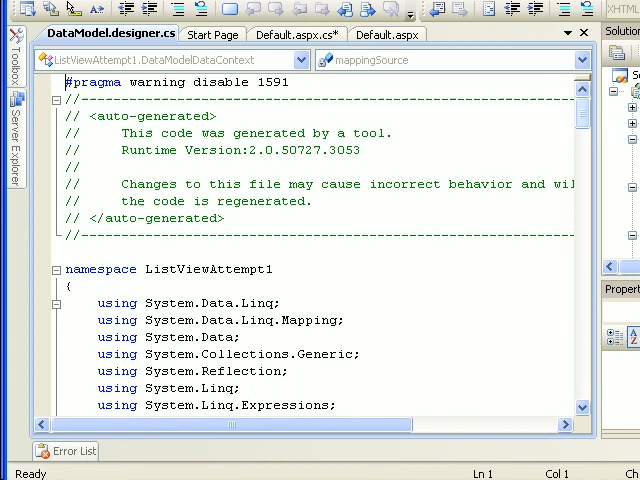 XHTML
DataModel.designer.cs
Start Page
Default.aspx.cs*
Default.aspx
Solutio
ListViewAttempt1.DataModelDataContext
mappingSource
Toolbox
Server Explorer
#pragma warning disable 1591
//------------------------------------------------------------------------------
// <auto-generated>
//     This code was generated by a tool.
//     Runtime Version:2.0.50727.3053
//
//     Changes to this file may cause incorrect behavior and wil
//     the code is regenerated.
// </auto-generated>
//------------------------------------------------------------------------------
namespace ListViewAttempt1
{
using System.Data.Linq;
using System.Data.Linq.Mapping;
using System.Data;
using System.Collections.Generic;
using System.Reflection;
using System.Linq;
using System.Linq.Expressions;
Propert
Error List
Ready
Ln 1
Col 1
Ch